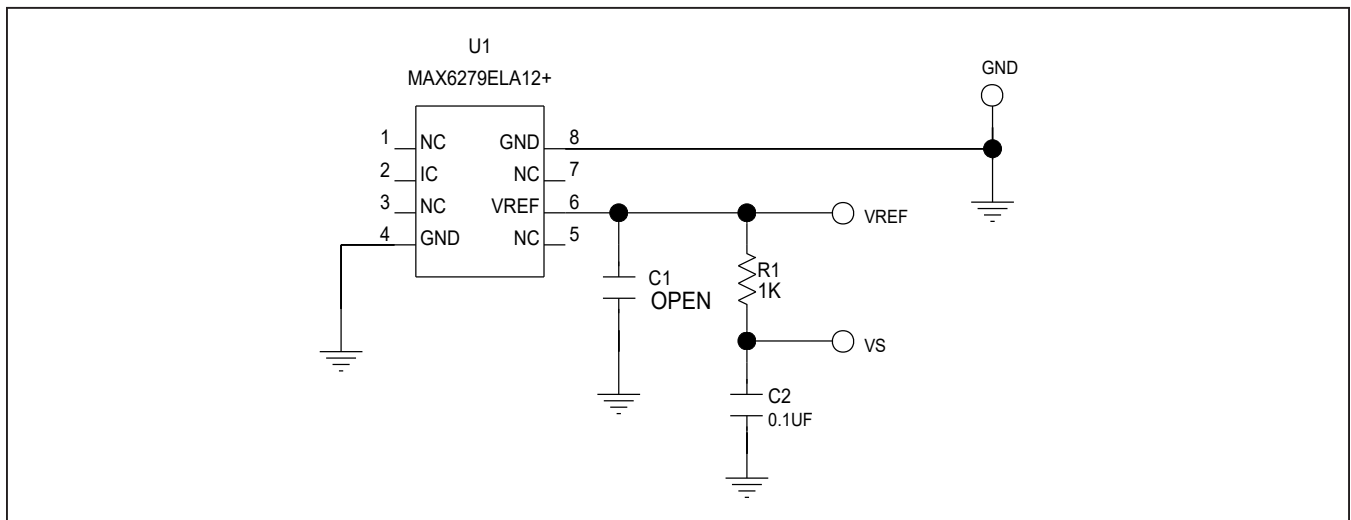 U1
MAX6279ELA12+
GND
1 NC GND 8
2 IC NC 7
3 NC VREF 6
VREF
4 GND NC 5
C1
OPEN
R1
1K
VS
C2
0.1UF